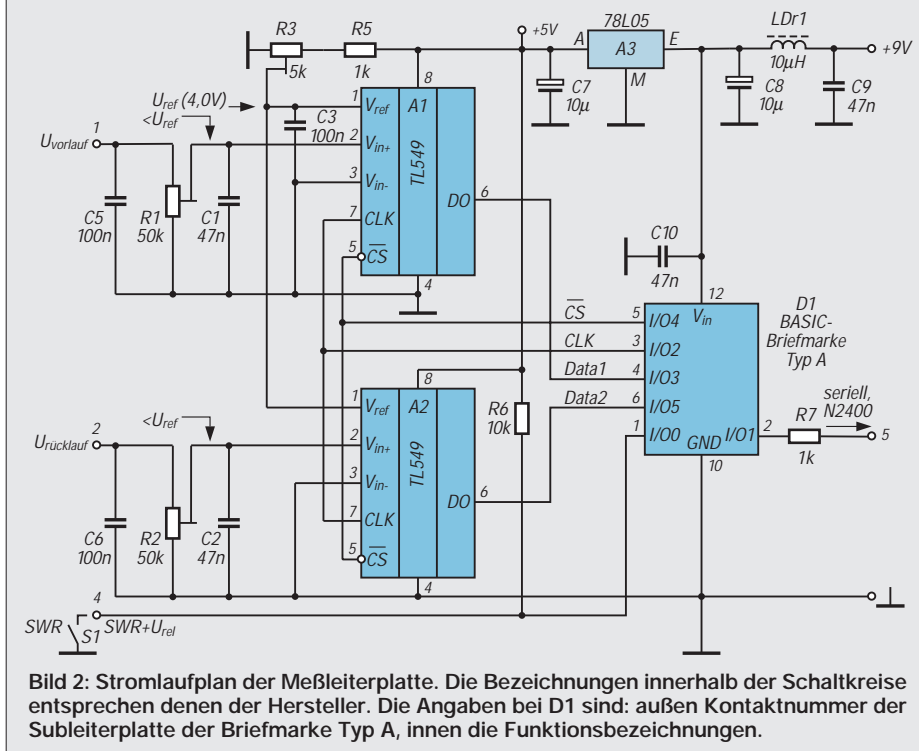 78L05
LDr1
R3
R5
+5V
A
A3
E
+9V
5k
1k
M
10µH
C7
10µ
C8
10µ
C9
47n
8
Uref (4,0V)
<Uref
1
Vref
A1
C3
100n
2
Vin+
TL549
1
Uvorlauf
3
Vin-
DO
6
7
CLK
5
CS
C5
100n
R1
50k
C1
47n
4
C10
47n
12
Vin
D1
BASIC-
Briefmarke
Typ A
CS
5
I/O4
CLK
3
I/O2
Data1
4
I/O3
Data2
6
I/O5
1
I/O0
GND
I/O1
2
10
R7
1k
seriell,
N2400
5
8
1
Vref
A2
R6
10k
<Uref
2
Vin+
TL549
2
Urücklauf
3
Vin-
DO
6
7
CLK
5
CS
C6
100n
R2
50k
C2
47n
4
4
SWR
S1
SWR+Urel
Bild 2: Stromlaufplan der Meßleiterplatte. Die Bezeichnungen innerhalb der Schaltkreise
entsprechen denen der Hersteller. Die Angaben bei D1 sind: außen Kontaktnummer der
Subleiterplatte der Briefmarke Typ A, innen die Funktionsbezeichnungen.